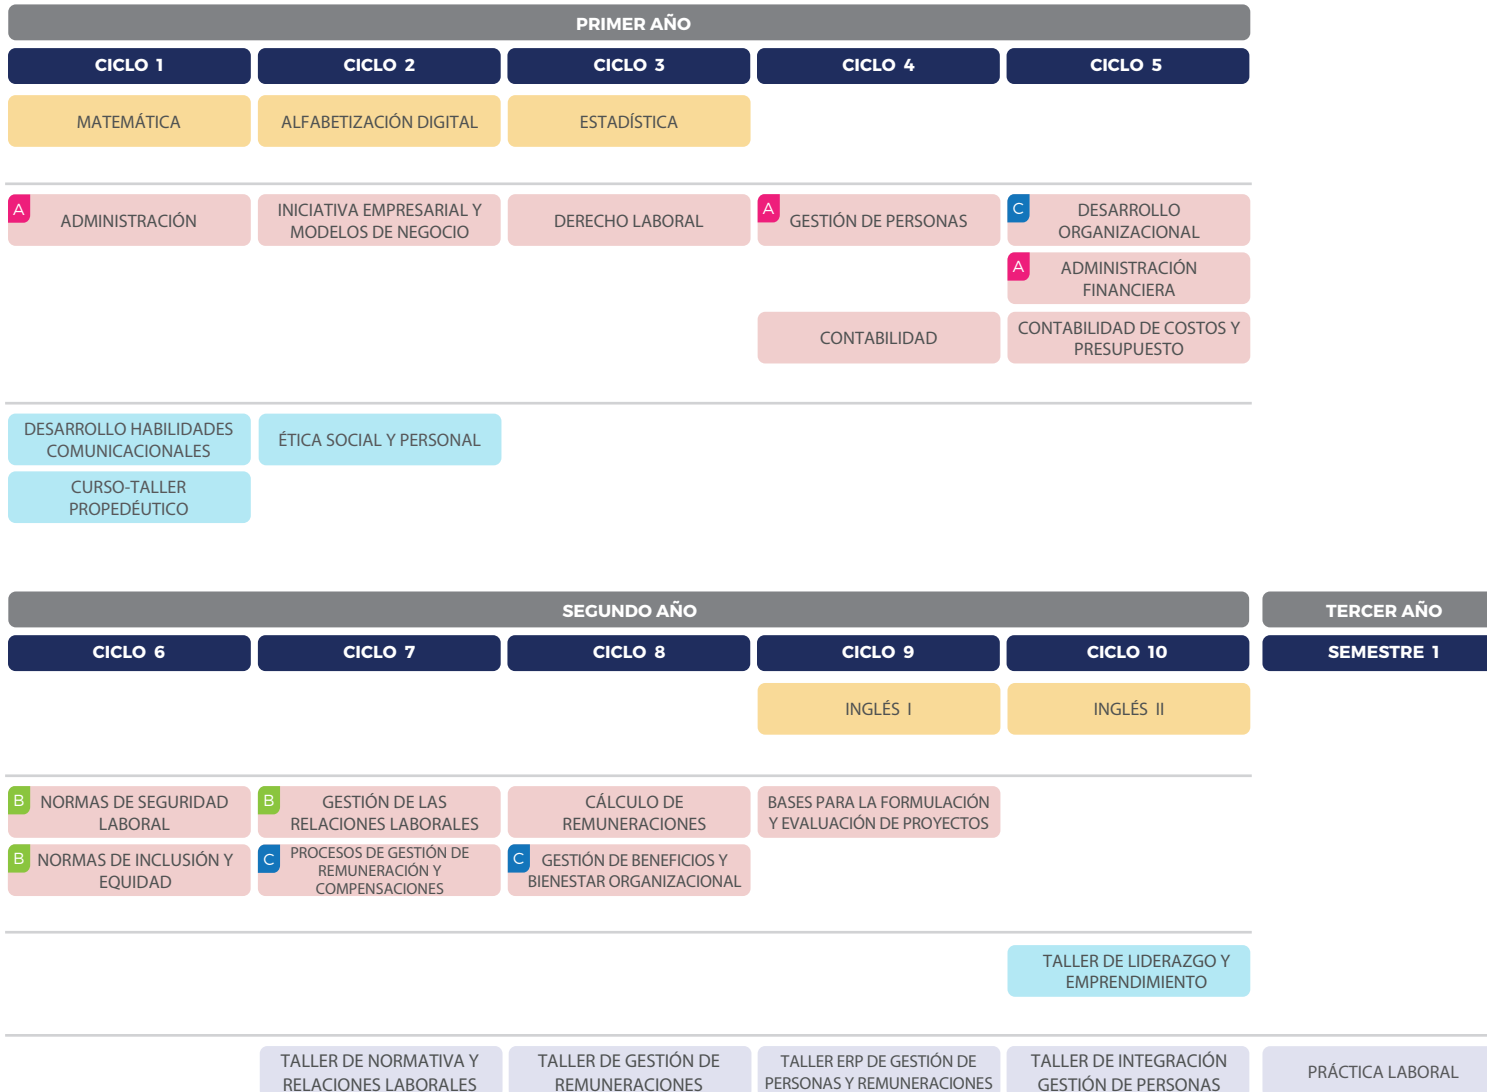 PRIMER AÑO
CICLO 1
CICLO 2
CICLO 3
CICLO 4
CICLO 5
MATEMÁTICA
ALFABETIZACIÓN DIGITAL
ESTADÍSTICA
A
ADMINISTRACIÓN
INICIATIVA EMPRESARIAL Y
MODELOS DE NEGOCIO
DERECHO LABORAL
A
GESTIÓN DE PERSONAS
C
DESARROLLO
ORGANIZACIONAL
A
ADMINISTRACIÓN
FINANCIERA
CONTABILIDAD
CONTABILIDAD DE COSTOS Y
PRESUPUESTO
DESARROLLO HABILIDADES
COMUNICACIONALES
ÉTICA SOCIAL Y PERSONAL
CURSO-TALLER
PROPEDÉUTICO
SEGUNDO AÑO
TERCER AÑO
CICLO 6
CICLO 7
CICLO 8
CICLO 9
CICLO 10
SEMESTRE 1
INGLÉS I
INGLÉS II
B
NORMAS DE SEGURIDAD
LABORAL
B
GESTIÓN DE LAS
RELACIONES LABORALES
CÁLCULO DE
REMUNERACIONES
BASES PARA LA FORMULACIÓN
Y EVALUACIÓN DE PROYECTOS
B
NORMAS DE INCLUSIÓN Y
EQUIDAD
C
PROCESOS DE GESTIÓN DE
REMUNERACIÓN Y
COMPENSACIONES
C
GESTIÓN DE BENEFICIOS Y
BIENESTAR ORGANIZACIONAL
TALLER DE LIDERAZGO Y
EMPRENDIMIENTO
TALLER DE NORMATIVA Y
RELACIONES LABORALES
TALLER DE GESTIÓN DE
REMUNERACIONES
TALLER ERP DE GESTIÓN DE
PERSONAS Y REMUNERACIONES
TALLER DE INTEGRACIÓN
GESTIÓN DE PERSONAS
PRÁCTICA LABORAL